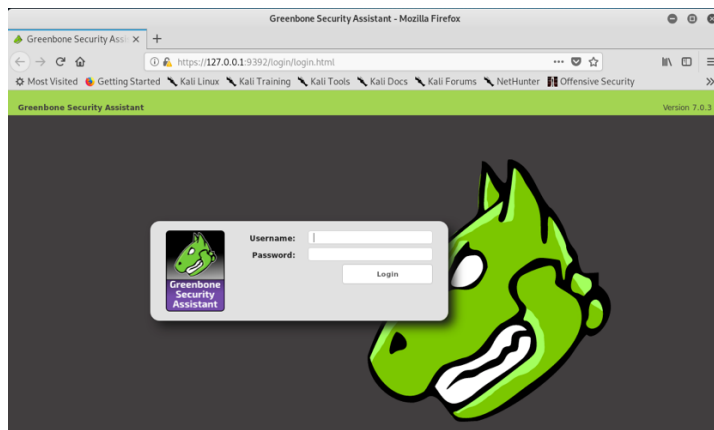 Greenbone Security Assistant - Mozilla Firefox
Greenbone Security Assi
https://127.0.0.1:9392/login/login.html
Most Visited Getting Started Kali Linux Kali Training Kali Tools Kali Docs Kali Forums NetHunter Offensive Security
Greenbone Security Assistant Version 7.0.3
Username:
Password:
Login
Greenbone
Security
Assistant